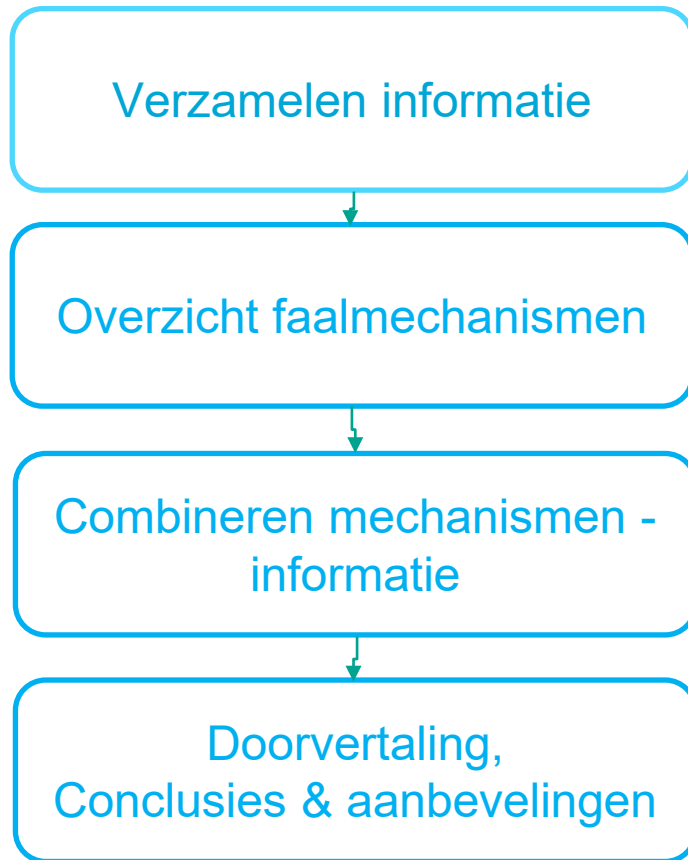 Verzamelen informatie
Overzicht faalmechanismen
Combineren mechanismen -
informatie
Doorvertaling,
Conclusies & aanbevelingen